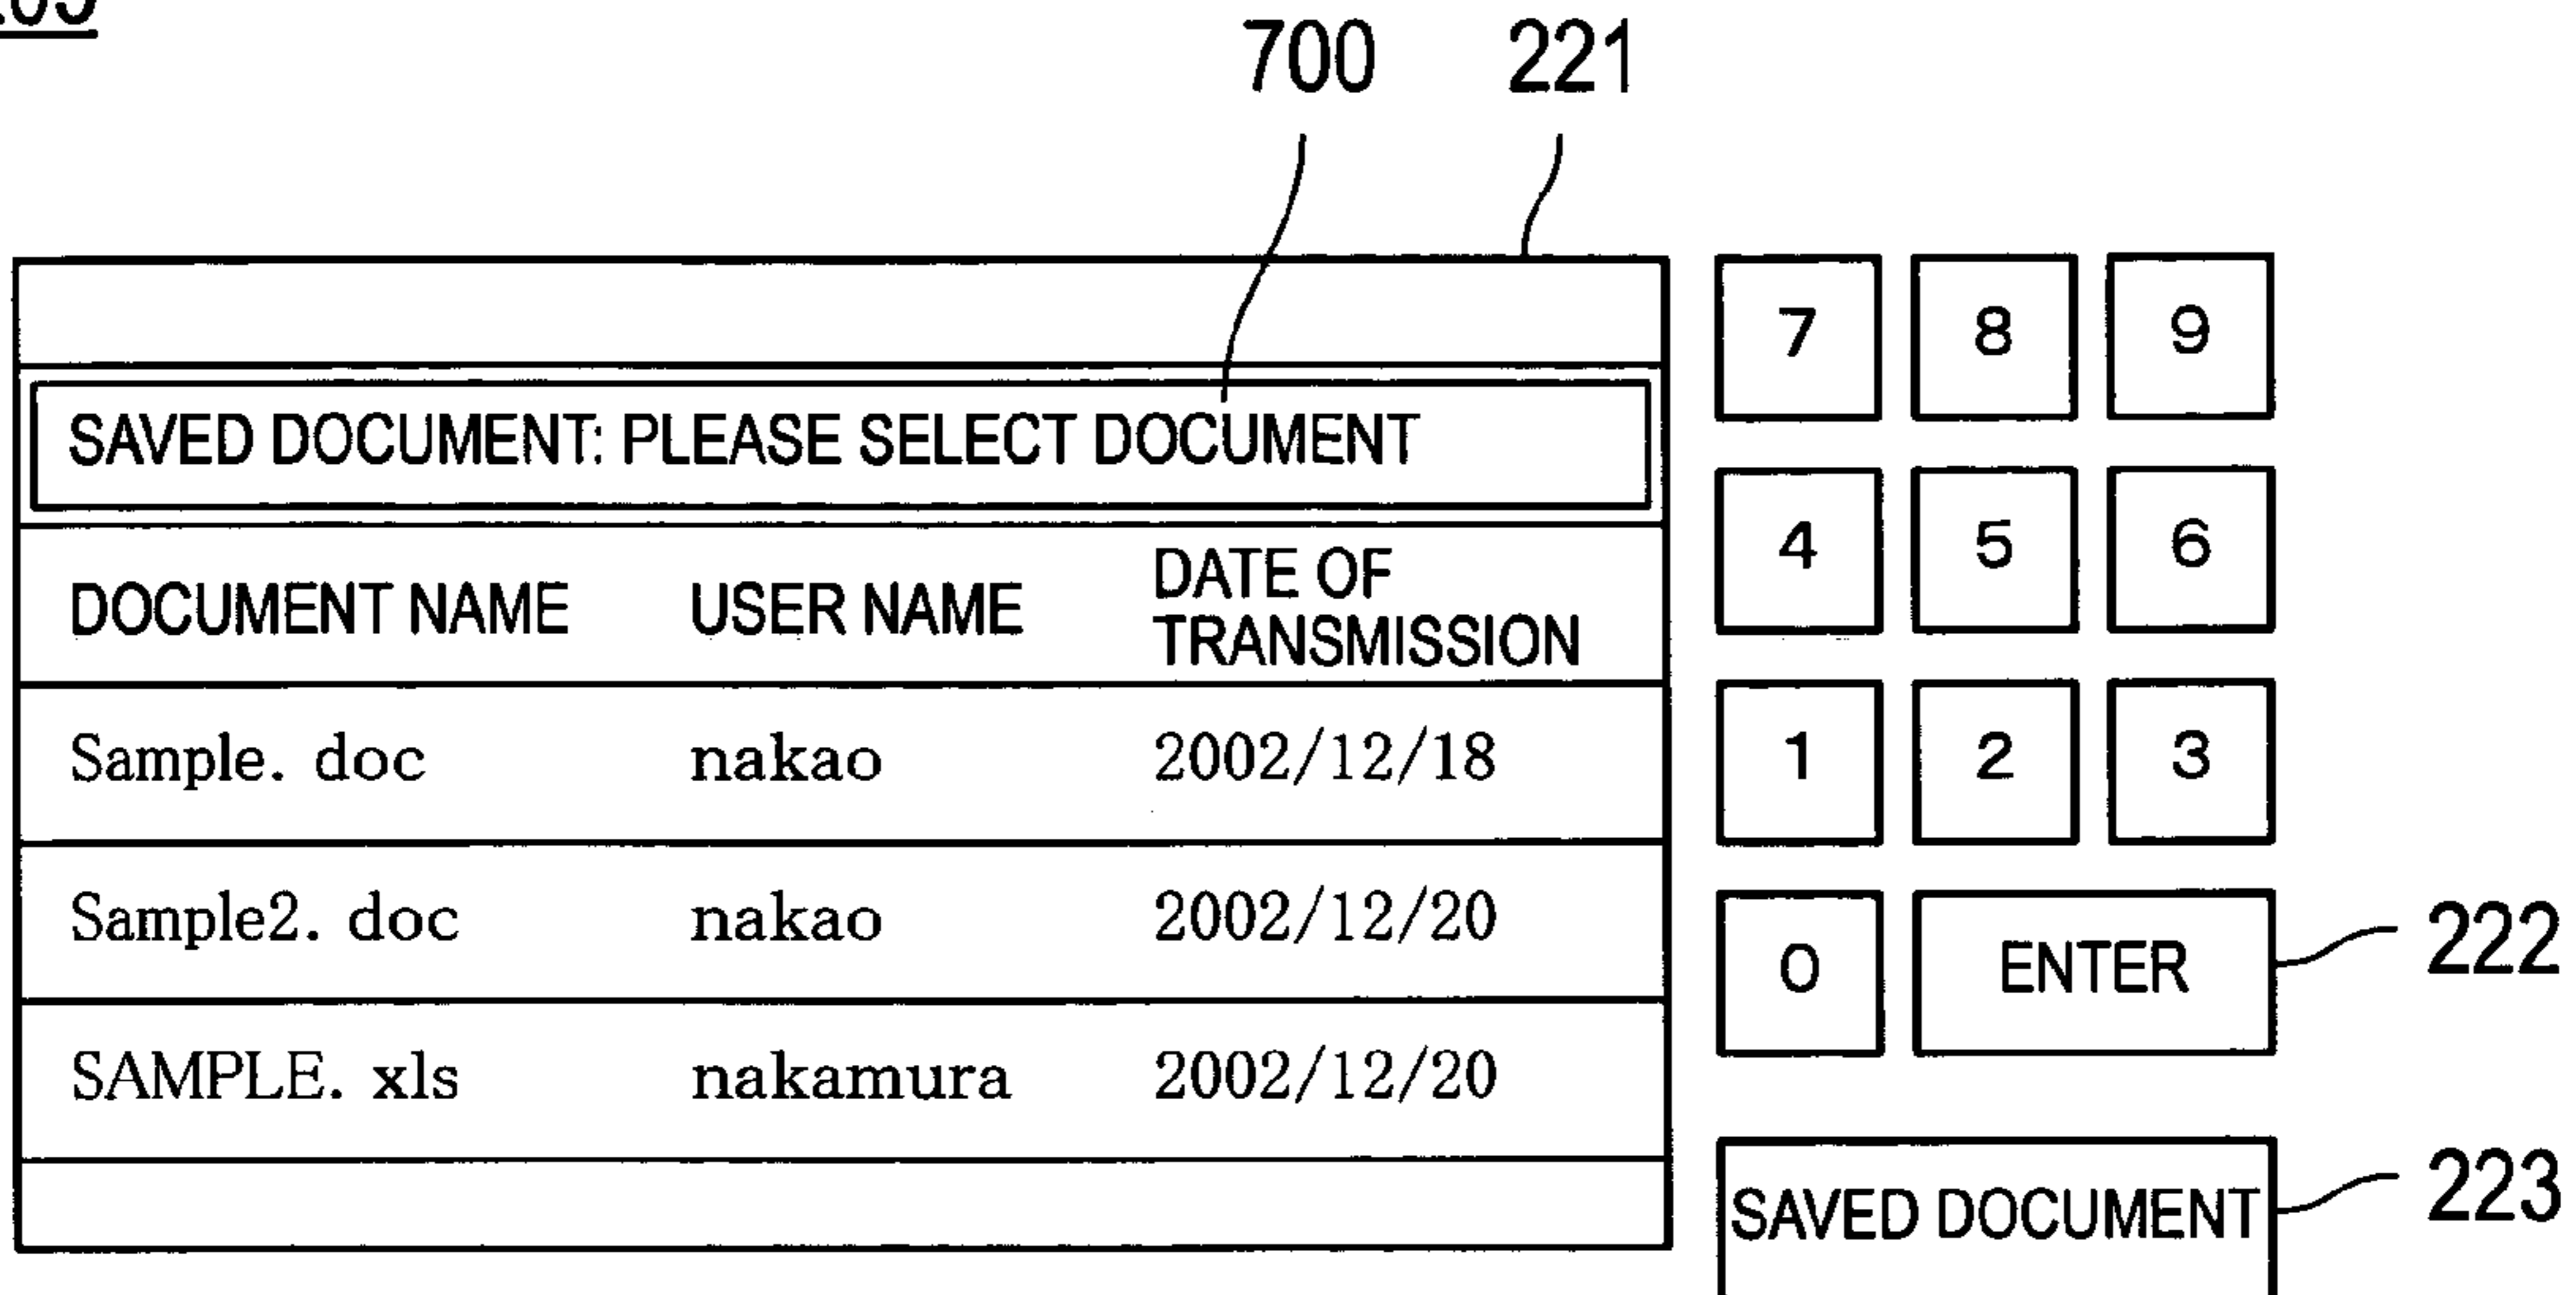 700 221
SAVED DOCUMENT: PLEASE SELECT DOCUMENT
DOCUMENT NAME USER NAME DATE OF TRANSMISSION
Sample. doc nakao 2002/12/18
Sample2. doc nakao 2002/12/20
SAMPLE. xls nakamura 2002/12/20
7 8 9
4 5 6
1 2 3
0 ENTER 222
SAVED DOCUMENT 223